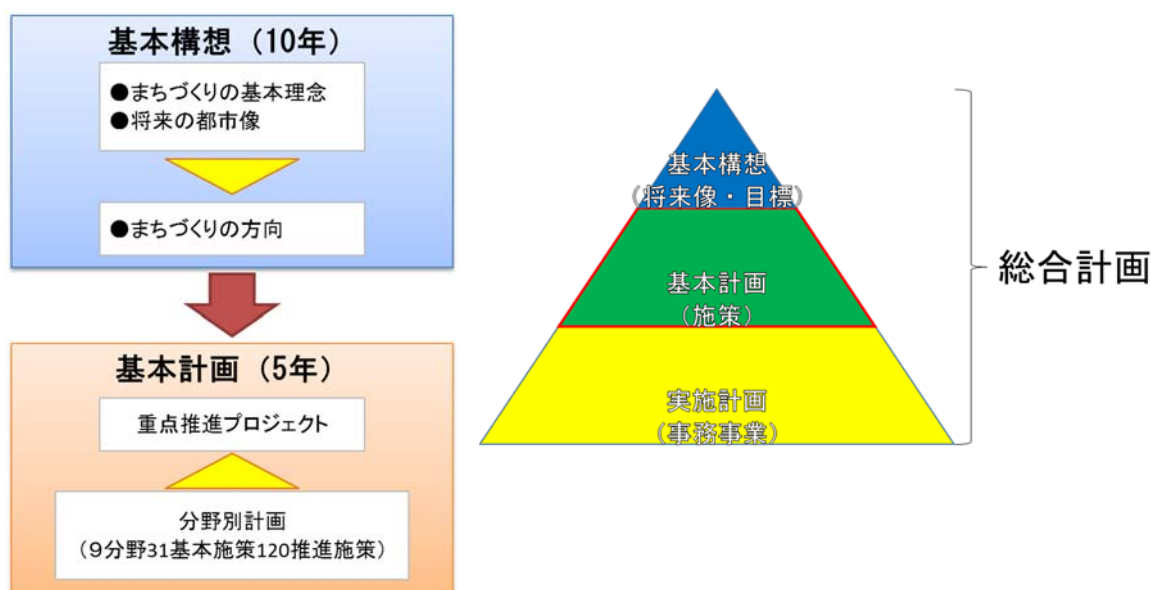 基本構想（10年）
●まちづくりの基本理念
●将来の都市像
●まちづくりの方向
基本計画（5年）
重点推進プロジェクト
分野別計画
（９分野31基本施策120推進施策）
基本構想
（将来像・目標）
基本計画
（施策）
実施計画
（事務事業）
総合計画